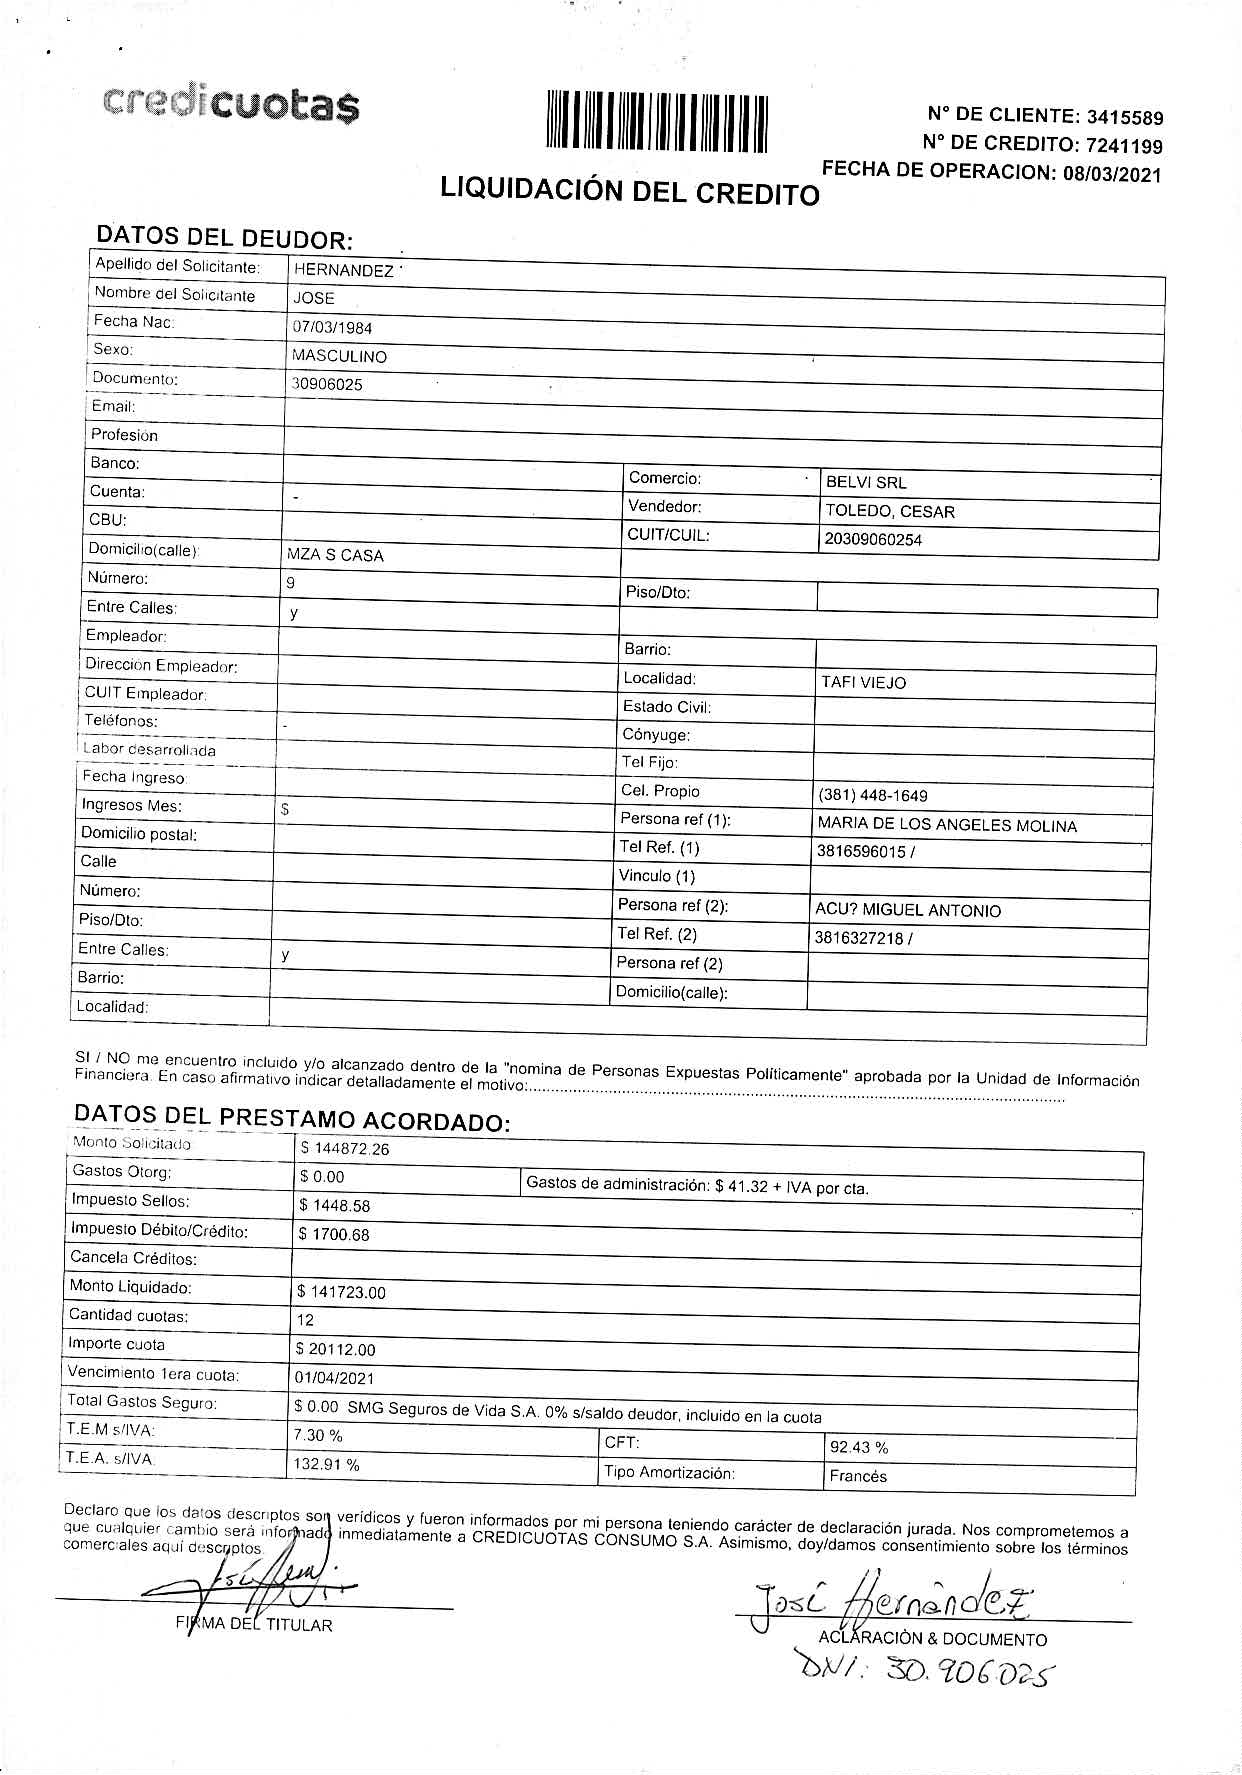 credicuotas
N° DE CLIENTE: 3415589
N° DE CREDITO: 7241199
FECHA DE OPERACION: 08/03/2021
LIQUIDACIÓN DEL CREDITO
DATOS DEL DEUDOR:
Apellido del Solicitante: HERNANDEZ
Nombre del Solicitante JOSE
Fecha Nac: 07/03/1984
Sexo: MASCULINO
Documento: 30906025
Email:
Profesión
Banco:
Comercio: BELVI SRL
Cuenta: -
Vendedor: TOLEDO, CESAR
CBU:
CUIT/CUIL: 20309060254
Domicilio(calle): MZA S CASA
Número: 9
Piso/Dto:
Entre Calles: y
Empleador:
Barrio:
Dirección Empleador:
Localidad: TAFI VIEJO
CUIT Empleador:
Estado Civil:
Teléfonos: -
Cónyuge:
Labor desarrollada
Tel Fijo:
Fecha Ingreso:
Cel. Propio (381) 448-1649
Ingresos Mes: $
Persona ref (1): MARIA DE LOS ANGELES MOLINA
Domicilio postal:
Tel Ref. (1) 3816596015 /
Calle
Vinculo (1)
Número:
Persona ref (2): ACU? MIGUEL ANTONIO
Piso/Dto:
Tel Ref. (2) 3816327218 /
Entre Calles: y
Persona ref (2)
Barrio:
Domicilio(calle):
Localidad:
SI / NO me encuentro incluido y/o alcanzado dentro de la "nomina de Personas Expuestas Políticamente" aprobada por la Unidad de Información
Financiera. En caso afirmativo indicar detalladamente el motivo:......................................................................................................................
DATOS DEL PRESTAMO ACORDADO:
Monto Solicitado $ 144872.26
Gastos Otorg: $ 0.00 Gastos de administración: $ 41.32 + IVA por cta.
Impuesto Sellos: $ 1448.58
Impuesto Débito/Crédito: $ 1700.68
Cancela Créditos:
Monto Liquidado: $ 141723.00
Cantidad cuotas: 12
Importe cuota $ 20112.00
Vencimiento 1era cuota: 01/04/2021
Total Gastos Seguro: $ 0.00 SMG Seguros de Vida S.A. 0% s/saldo deudor, incluido en la cuota
T.E.M s/IVA: 7.30 % CFT: 92.43 %
T.E.A. s/IVA: 132.91 % Tipo Amortización: Francés
Declaro que los datos descriptos son verídicos y fueron informados por mi persona teniendo carácter de declaración jurada. Nos comprometemos a
que cualquier cambio será informado inmediatamente a CREDICUOTAS CONSUMO S.A. Asimismo, doy/damos consentimiento sobre los términos
comerciales aquí descriptos.
José Hernández
FIRMA DEL TITULAR
ACLARACIÓN & DOCUMENTO
DNI: 30.906.025